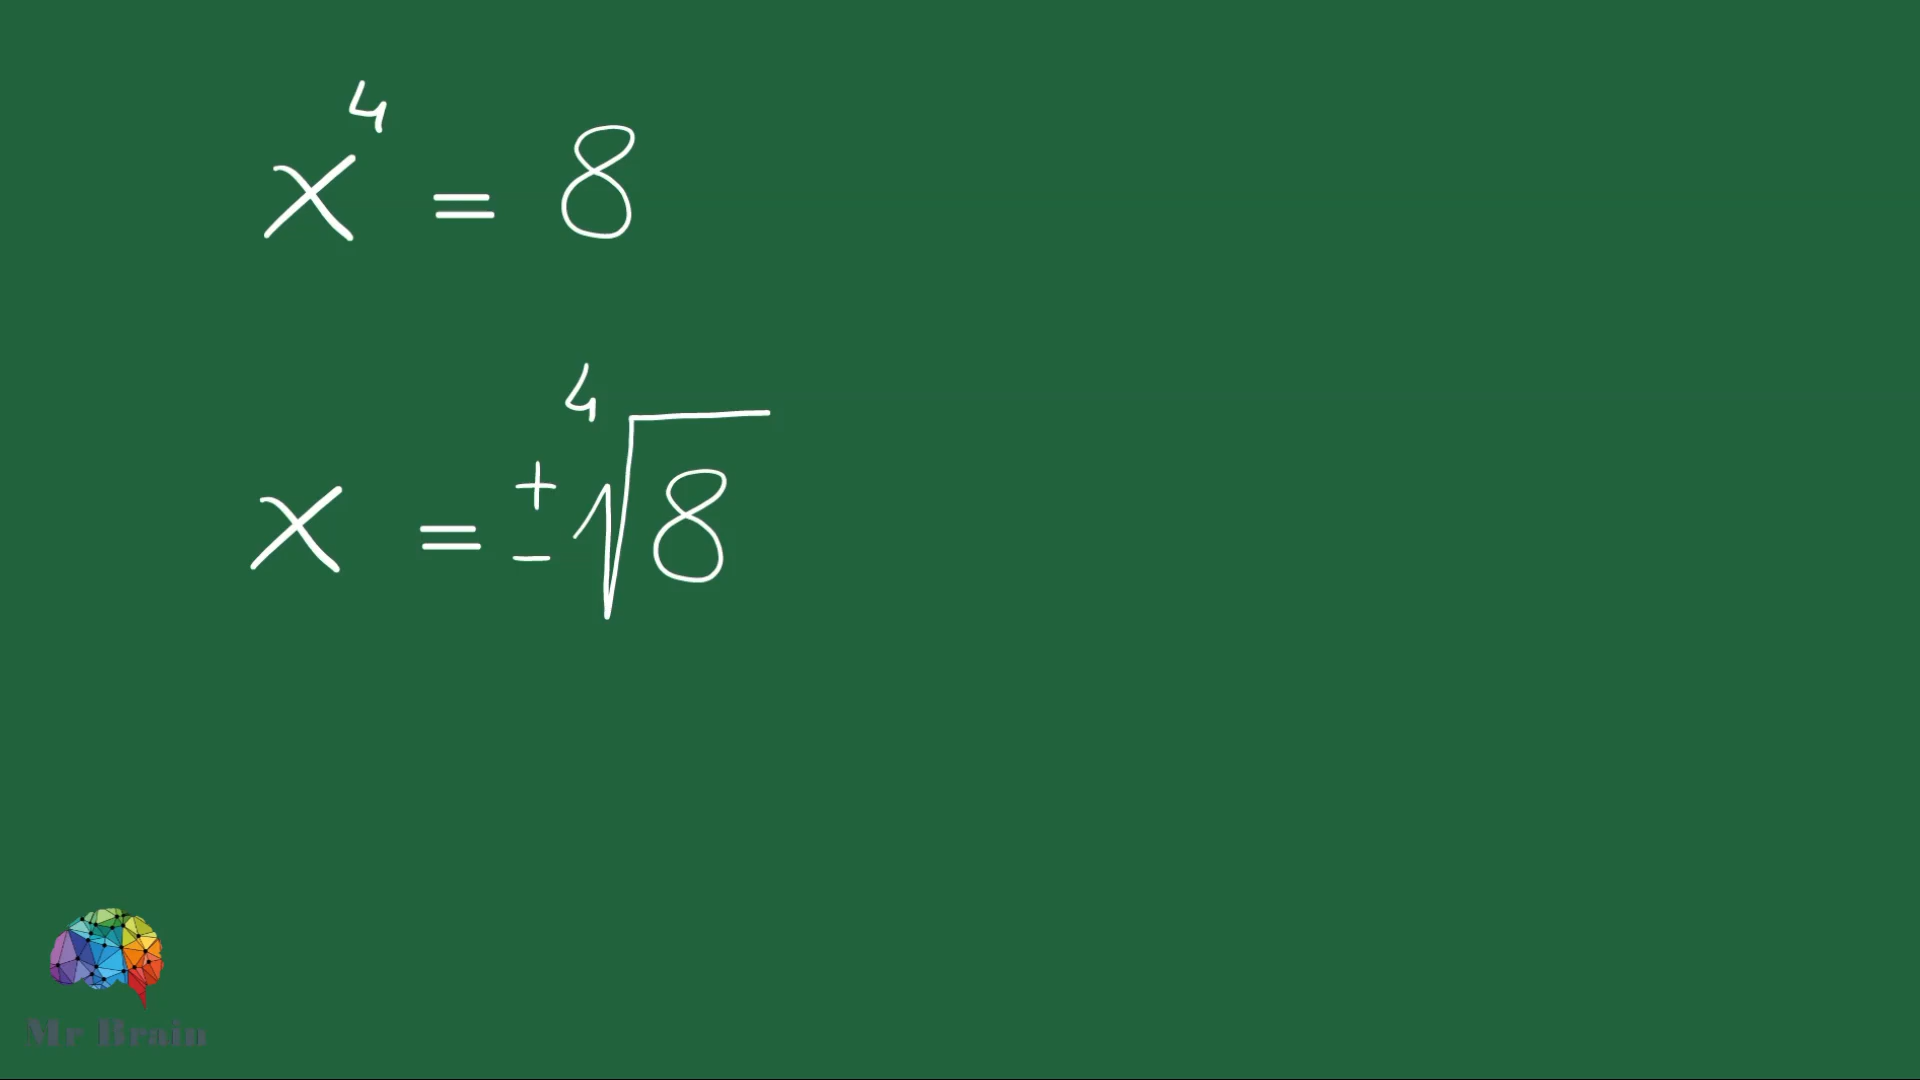 x⁴ = 8
x = ±⁴√8
Mr Brain